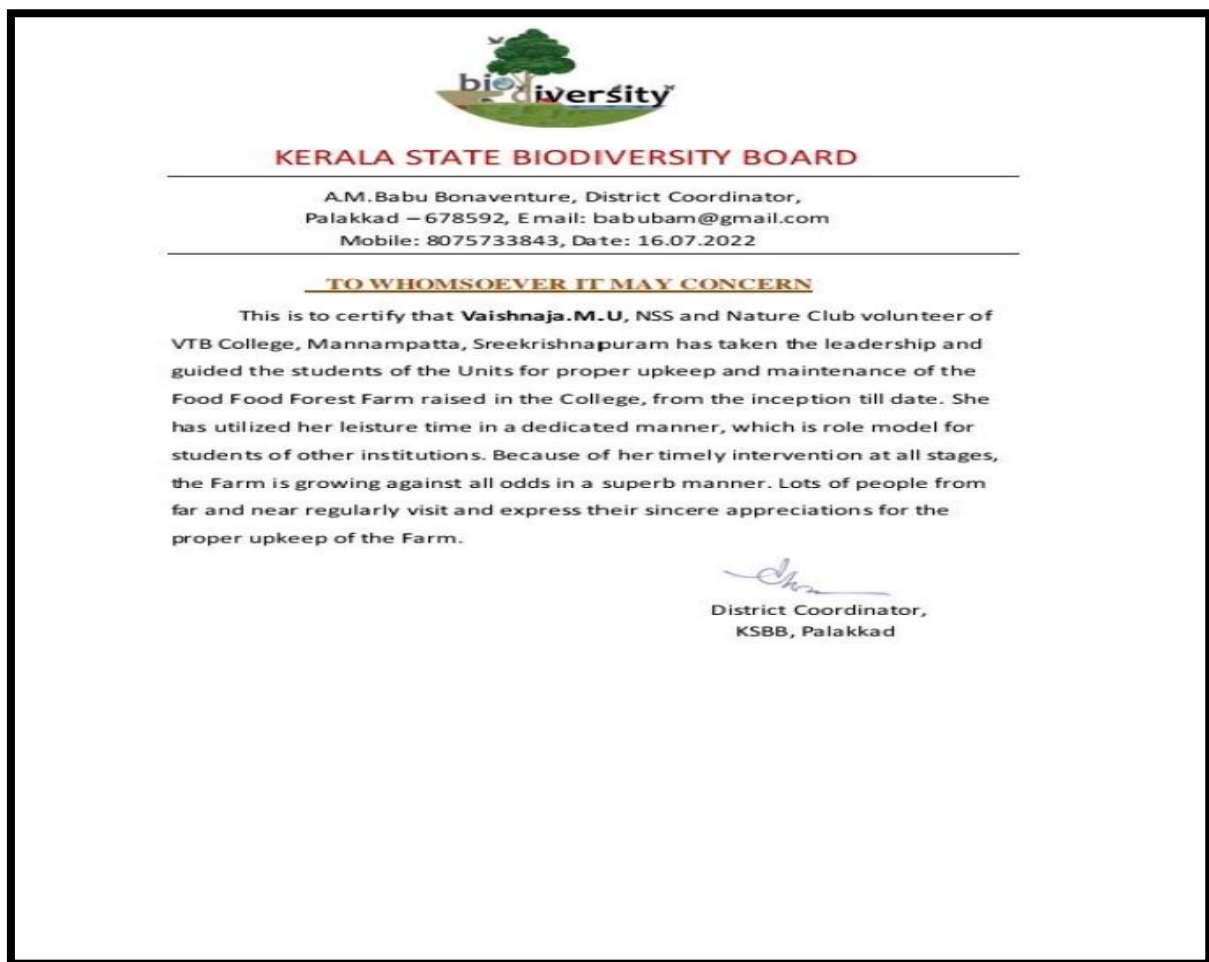 biodiversity
KERALA STATE BIODIVERSITY BOARD
A.M.Babu Bonaventure, District Coordinator,
Palakkad – 678592, Email: babubam@gmail.com
Mobile: 8075733843, Date: 16.07.2022
TO WHOMSOEVER IT MAY CONCERN
This is to certify that Vaishnaja.M.U, NSS and Nature Club volunteer of
VTB College, Mannampatta, Sreekrishnapuram has taken the leadership and
guided the students of the Units for proper upkeep and maintenance of the
Food Food Forest Farm raised in the College, from the inception till date. She
has utilized her leisture time in a dedicated manner, which is role model for
students of other institutions. Because of her timely intervention at all stages,
the Farm is growing against all odds in a superb manner. Lots of people from
far and near regularly visit and express their sincere appreciations for the
proper upkeep of the Farm.
District Coordinator,
KSBB, Palakkad